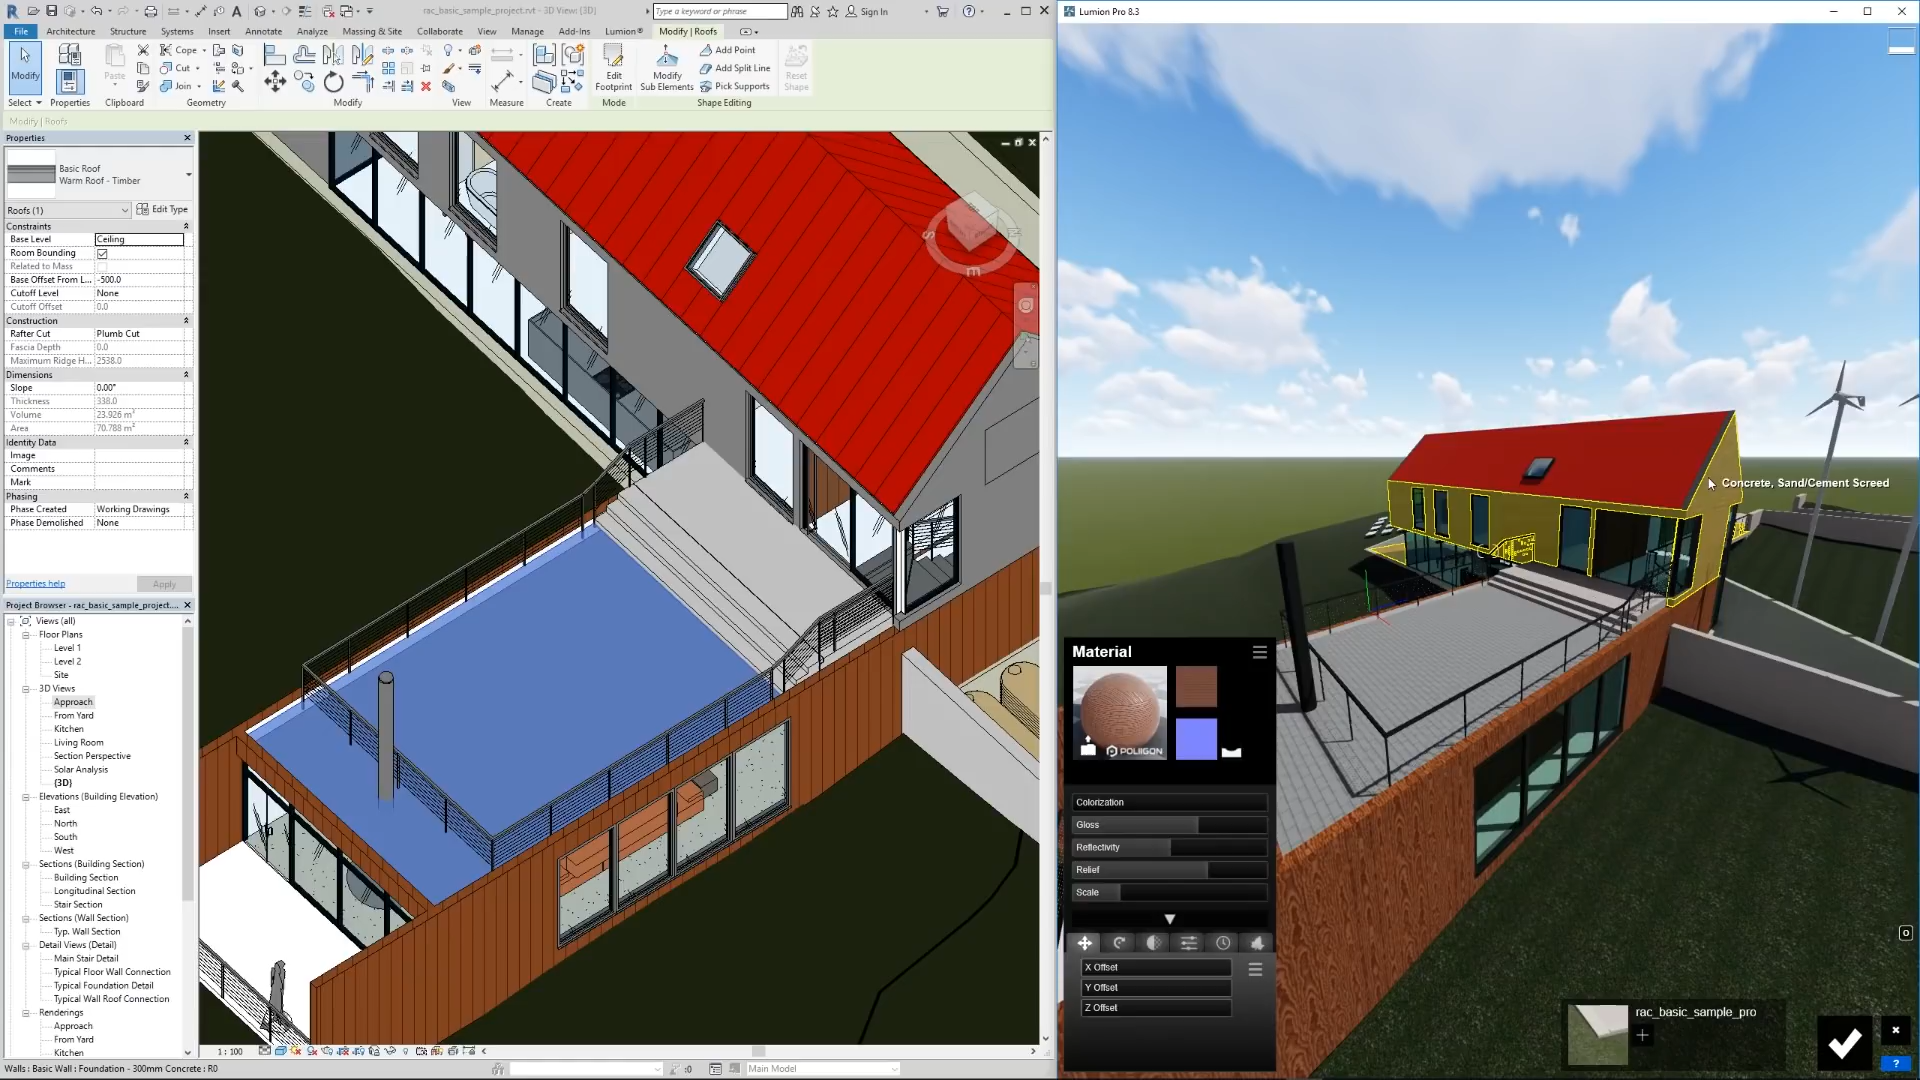 rac_basic_sample_project.rvt - 3D View: {3D}
Type a keyword or phrase
Sign In
File Architecture Structure Systems Insert Annotate Analyze Massing & Site Collaborate View Manage Add-Ins Lumion® Modify | Roofs
Modify
Properties
Paste
Cope
Cut
Join
Edit Footprint
Modify Sub Elements
Add Point
Add Split Line
Pick Supports
Reset Shape
Select Properties Clipboard Geometry Modify View Measure Create Mode Shape Editing
Modify | Roofs
Properties
Basic Roof
Warm Roof - Timber
Roofs (1) Edit Type
Constraints
Base Level Ceiling
Room Bounding
Related to Mass
Base Offset From L... -500.0
Cutoff Level None
Cutoff Offset 0.0
Construction
Rafter Cut Plumb Cut
Fascia Depth 0.0
Maximum Ridge H... 2538.0
Dimensions
Slope 0.00°
Thickness 338.0
Volume 23.926 m³
Area 70.788 m²
Identity Data
Image
Comments
Mark
Phasing
Phase Created Working Drawings
Phase Demolished None
Properties help Apply
Project Browser - rac_basic_sample_project....
Views (all)
Floor Plans
Level 1
Level 2
Site
3D Views
Approach
From Yard
Kitchen
Living Room
Section Perspective
Solar Analysis
{3D}
Elevations (Building Elevation)
East
North
South
West
Sections (Building Section)
Building Section
Longitudinal Section
Stair Section
Sections (Wall Section)
Typ. Wall Section
Detail Views (Detail)
Main Stair Detail
Typical Floor Wall Connection
Typical Foundation Detail
Typical Wall Roof Connection
Renderings
Approach
From Yard
Kitchen
1 : 100
Walls : Basic Wall : Foundation - 300mm Concrete : R0
:0
Main Model
Lumion Pro 8.3
Concrete, Sand/Cement Screed
Material
POLIIGON
Colorization
Gloss
Reflectivity
Relief
Scale
X Offset
Y Offset
Z Offset
rac_basic_sample_pro